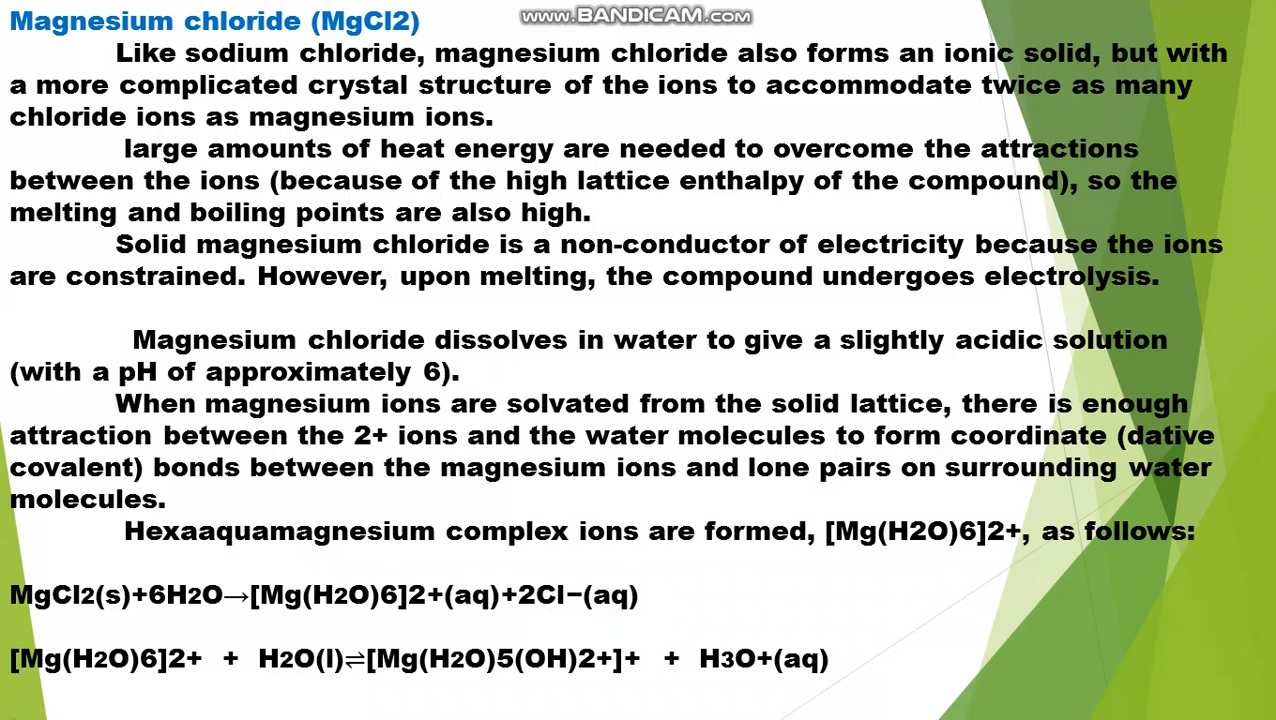 www.BANDICAM.com
Magnesium chloride (MgCl2)
Like sodium chloride, magnesium chloride also forms an ionic solid, but with
a more complicated crystal structure of the ions to accommodate twice as many
chloride ions as magnesium ions.
large amounts of heat energy are needed to overcome the attractions
between the ions (because of the high lattice enthalpy of the compound), so the
melting and boiling points are also high.
Solid magnesium chloride is a non-conductor of electricity because the ions
are constrained. However, upon melting, the compound undergoes electrolysis.
Magnesium chloride dissolves in water to give a slightly acidic solution
(with a pH of approximately 6).
When magnesium ions are solvated from the solid lattice, there is enough
attraction between the 2+ ions and the water molecules to form coordinate (dative
covalent) bonds between the magnesium ions and lone pairs on surrounding water
molecules.
Hexaaquamagnesium complex ions are formed, [Mg(H2O)6]2+, as follows:
MgCl2(s)+6H2O→[Mg(H2O)6]2+(aq)+2Cl−(aq)
[Mg(H2O)6]2+ + H2O(l)⇌[Mg(H2O)5(OH)2+]+ + H3O+(aq)